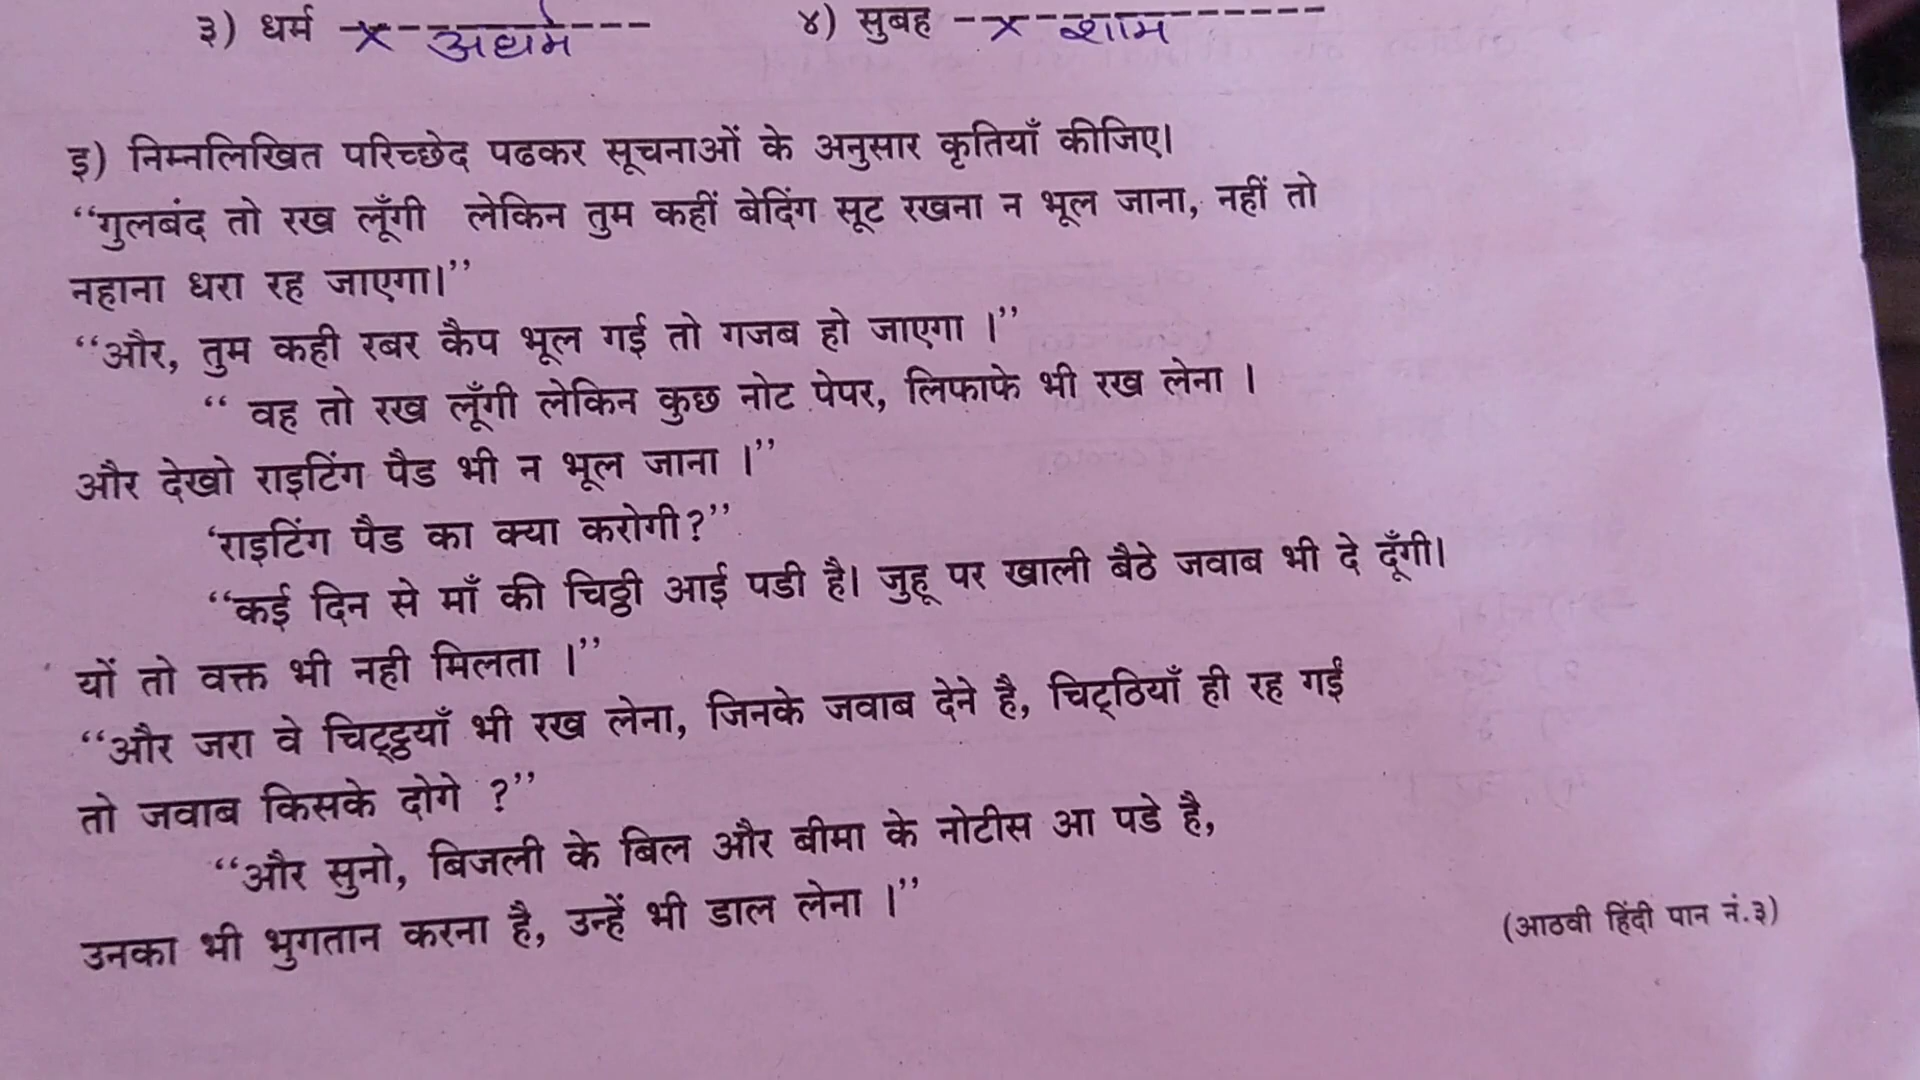 ३) धर्म --x-- अधर्म ---- ४) सुबह --x-- शाम ------
इ) निम्नलिखित परिच्छेद पढकर सूचनाओं के अनुसार कृतियाँ कीजिए।
‘‘गुलबंद तो रख लूँगी लेकिन तुम कहीं बेदिंग सूट रखना न भूल जाना, नहीं तो
नहाना धरा रह जाएगा।’’
‘‘और, तुम कही रबर कैप भूल गई तो गजब हो जाएगा ।’’
‘‘ वह तो रख लूँगी लेकिन कुछ नोट पेपर, लिफाफे भी रख लेना ।
और देखो राइटिंग पैड भी न भूल जाना ।’’
‘राइटिंग पैड का क्या करोगी?’’
‘‘कई दिन से माँ की चिठ्ठी आई पडी है। जुहू पर खाली बैठे जवाब भी दे दूँगी।
यों तो वक्त भी नही मिलता ।’’
‘‘और जरा वे चिट्ठ्ठयाँ भी रख लेना, जिनके जवाब देने है, चिट्ठियाँ ही रह गईं
तो जवाब किसके दोगे ?’’
‘‘और सुनो, बिजली के बिल और बीमा के नोटीस आ पडे है,
उनका भी भुगतान करना है, उन्हें भी डाल लेना ।’’
(आठवी हिंदी पान नं.३)